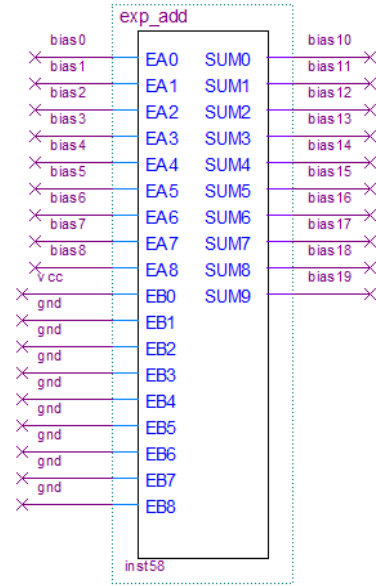 exp_add
bias0 bias10
EA0 SUM0
bias1 bias11
EA1 SUM1
bias2 bias12
EA2 SUM2
bias3 bias13
EA3 SUM3
bias4 bias14
EA4 SUM4
bias5 bias15
EA5 SUM5
bias6 bias16
EA6 SUM6
bias7 bias17
EA7 SUM7
bias8 bias18
EA8 SUM8
vcc bias19
EB0 SUM9
gnd
EB1
gnd
EB2
gnd
EB3
gnd
EB4
gnd
EB5
gnd
EB6
gnd
EB7
gnd
EB8
inst58